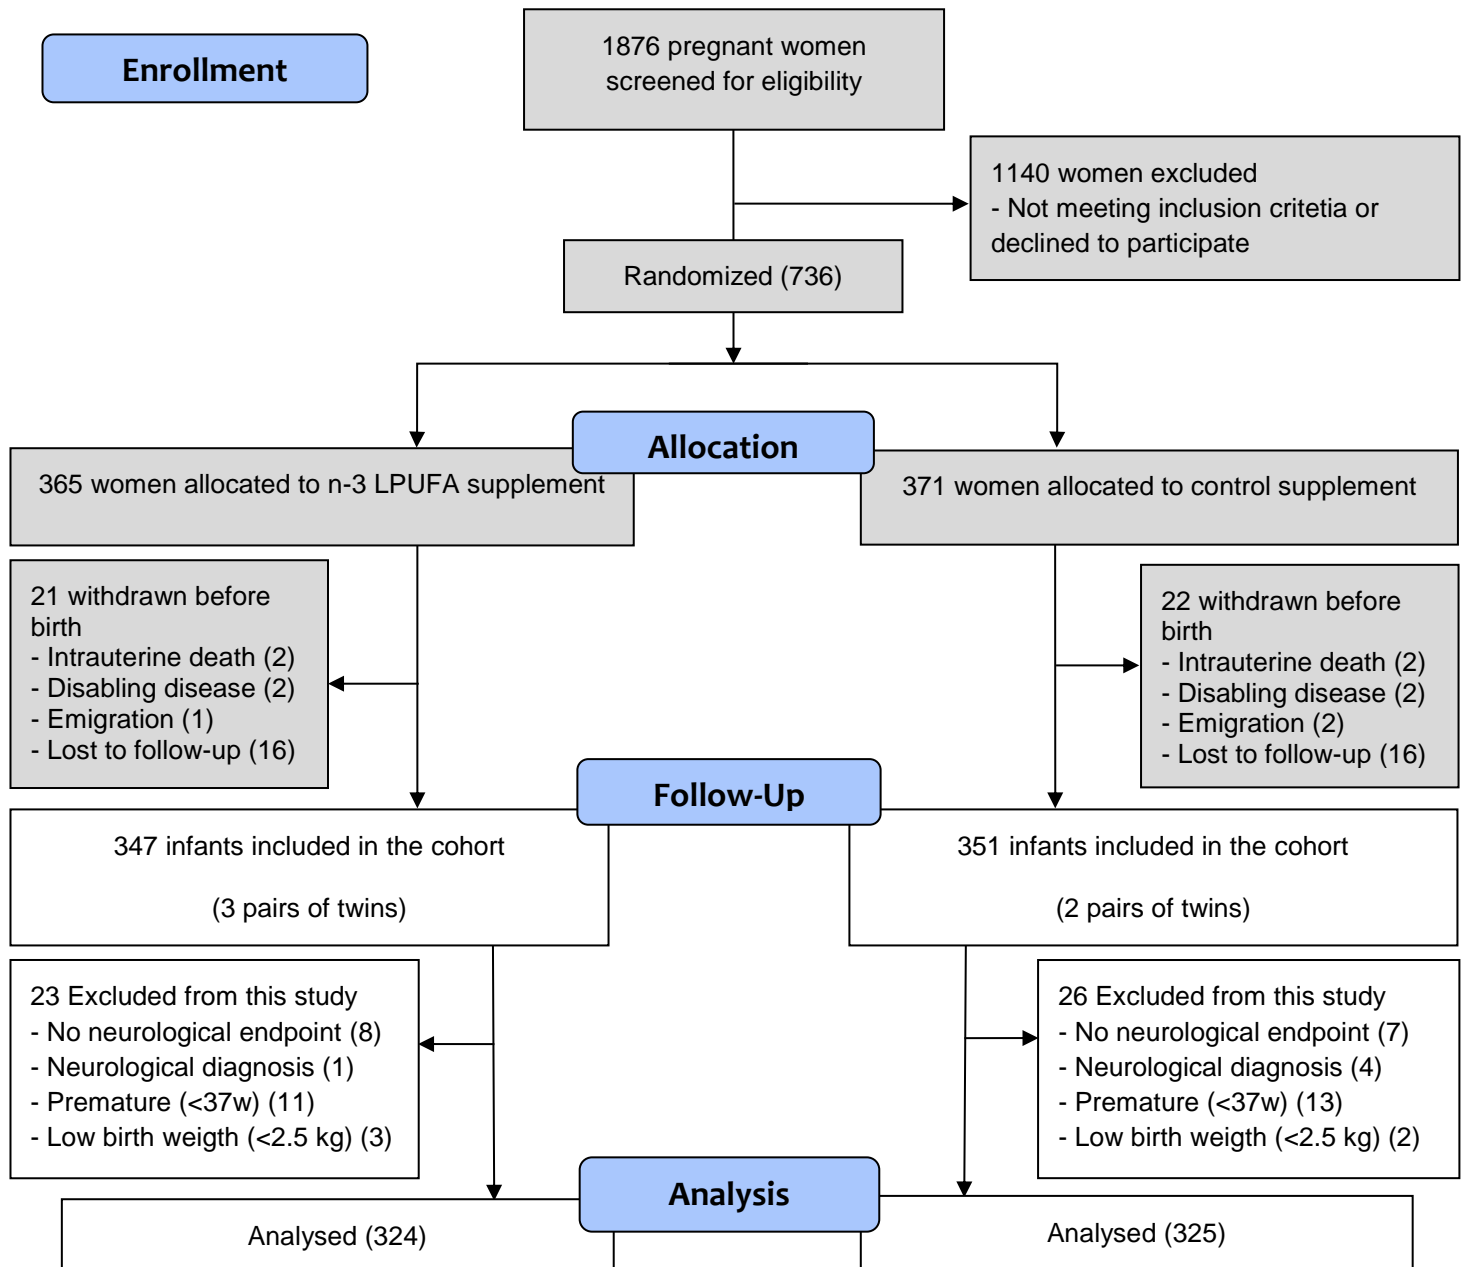 Enrollment
1876 pregnant women
screened for eligibility
1140 women excluded
- Not meeting inclusion critetia or
declined to participate
Randomized (736)
Allocation
365 women allocated to n-3 LPUFA supplement
371 women allocated to control supplement
21 withdrawn before
birth
- Intrauterine death (2)
- Disabling disease (2)
- Emigration (1)
- Lost to follow-up (16)
22 withdrawn before
birth
- Intrauterine death (2)
- Disabling disease (2)
- Emigration (2)
- Lost to follow-up (16)
Follow-Up
347 infants included in the cohort
(3 pairs of twins)
351 infants included in the cohort
(2 pairs of twins)
23 Excluded from this study
- No neurological endpoint (8)
- Neurological diagnosis (1)
- Premature (<37w) (11)
- Low birth weigth (<2.5 kg) (3)
26 Excluded from this study
- No neurological endpoint (7)
- Neurological diagnosis (4)
- Premature (<37w) (13)
- Low birth weigth (<2.5 kg) (2)
Analysis
Analysed (324)
Analysed (325)